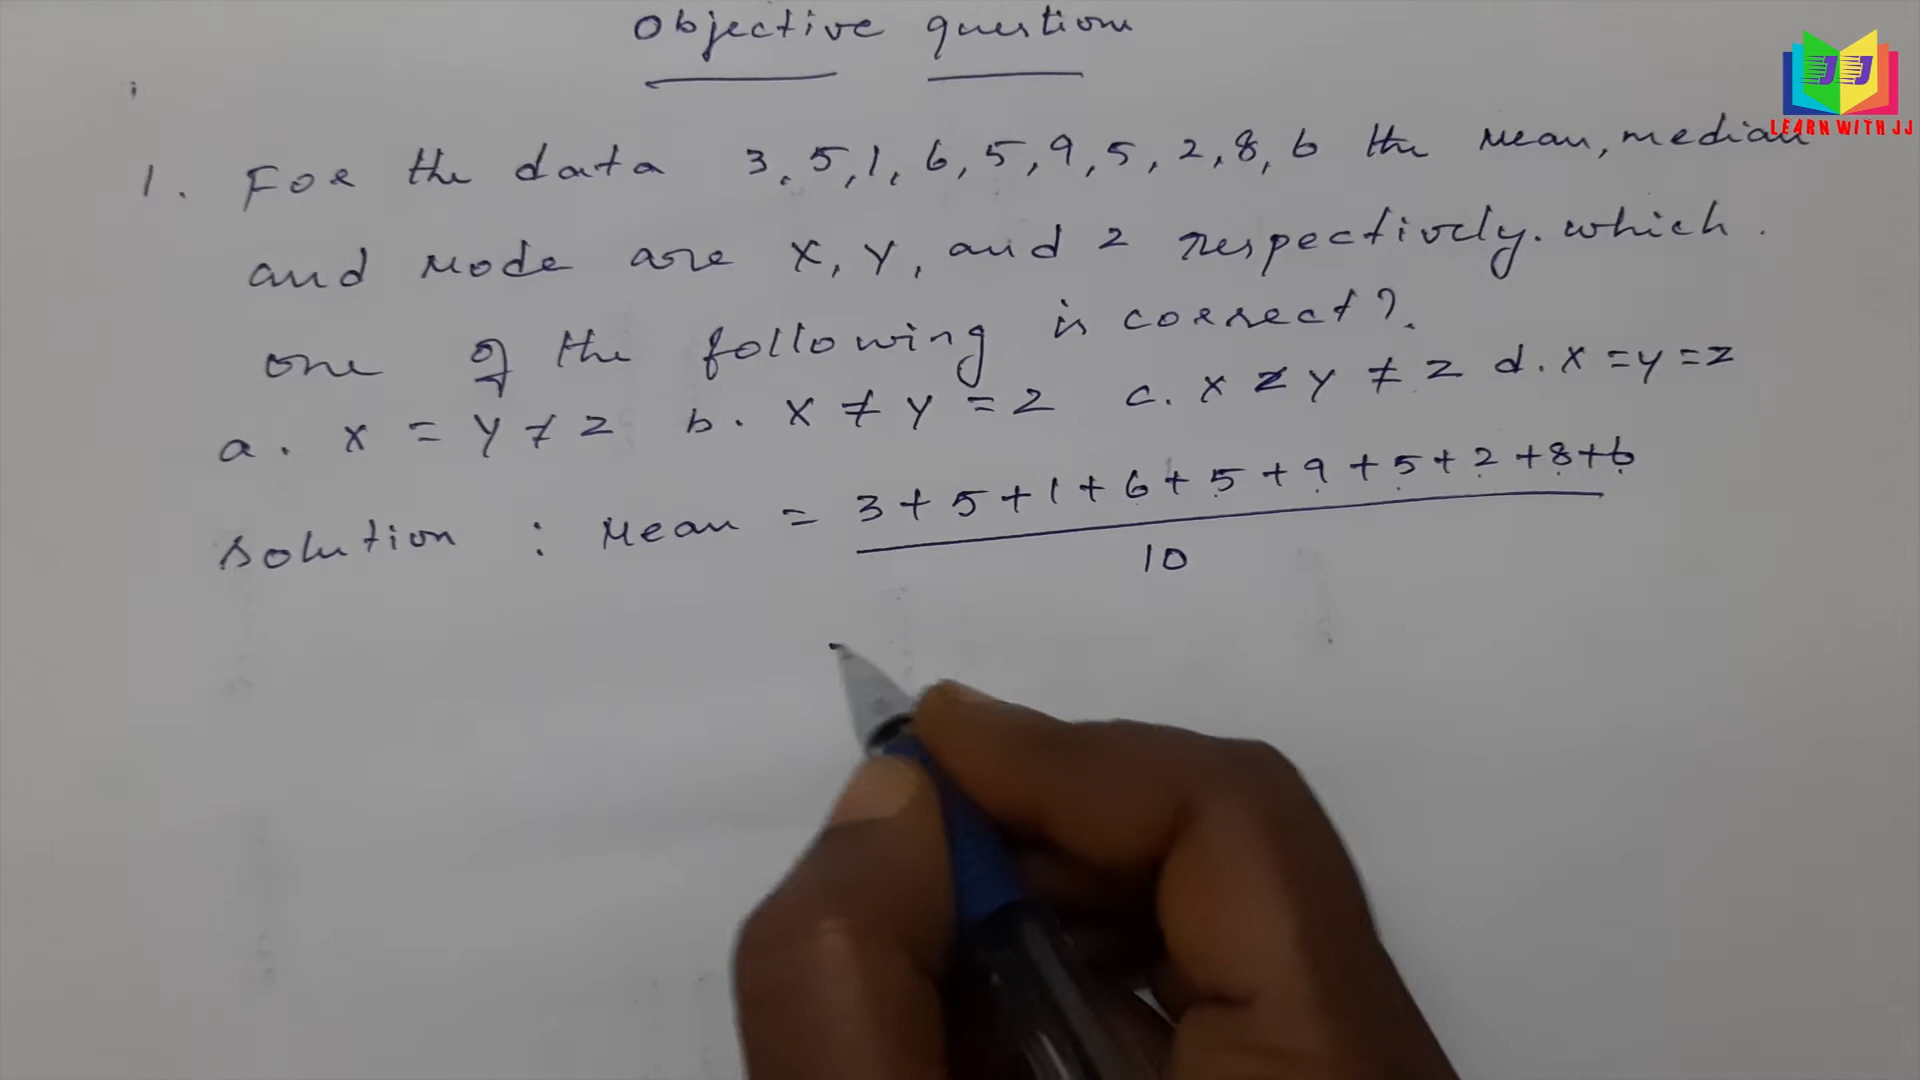 Objective question
JJ
LEARN WITH JJ
1. For the data 3, 5, 1, 6, 5, 9, 5, 2, 8, 6 the Mean, median
and Mode are x, y, and z respectively. which
one of the following is correct?
a. x = y ≠ z b. x ≠ y = z c. x ≠ y ≠ z d. x = y = z
Solution : Mean = 3 + 5 + 1 + 6 + 5 + 9 + 5 + 2 + 8 + 6
10